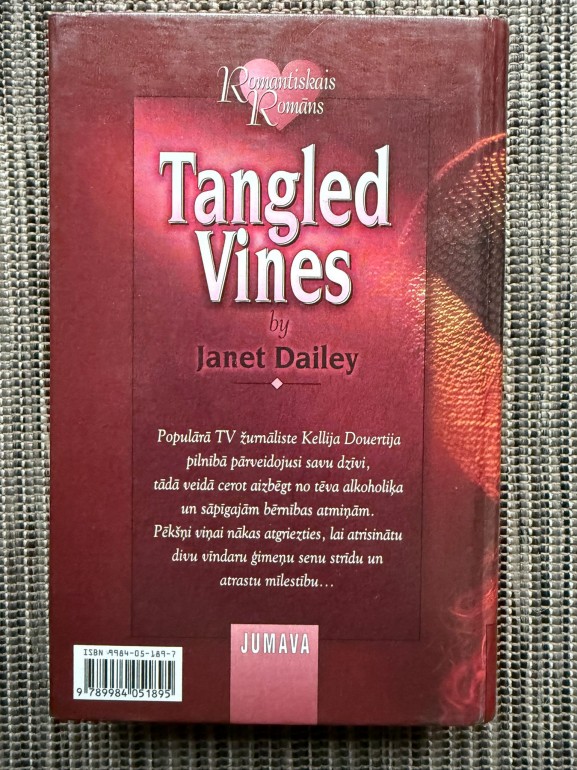 Romantiskais
Romāns
Tangled
Vines
by
Janet Dailey
Populārā TV žurnāliste Kellija Douertija
pilnībā pārveidojusi savu dzīvi,
tādā veidā cerot aizbēgt no tēva alkoholiķa
un sāpīgajām bērnības atmiņām.
Pēkšņi viņai nākas atgriezties, lai atrisinātu
divu vīndaru ģimeņu senu strīdu un
atrastu mīlestību...
JUMAVA
ISBN 9984-05-189-7
9 789984 051895